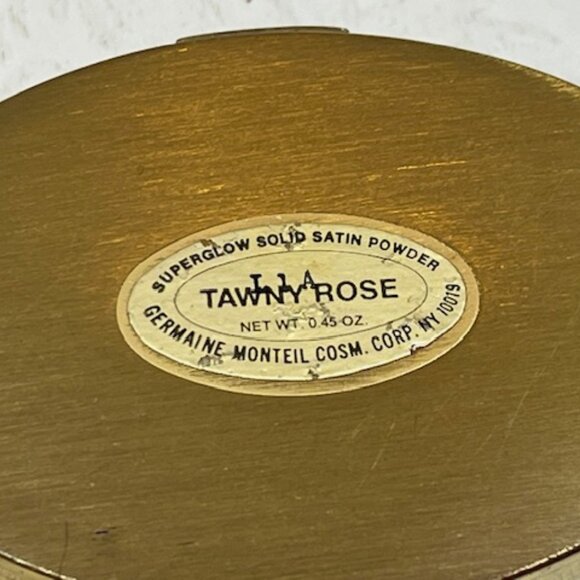 SUPERGLOW SOLID SATIN POWDER
TAWNY ROSE
NET WT. 0.45 OZ.
GERMAINE MONTEIL COSM. CORP. NY 10019